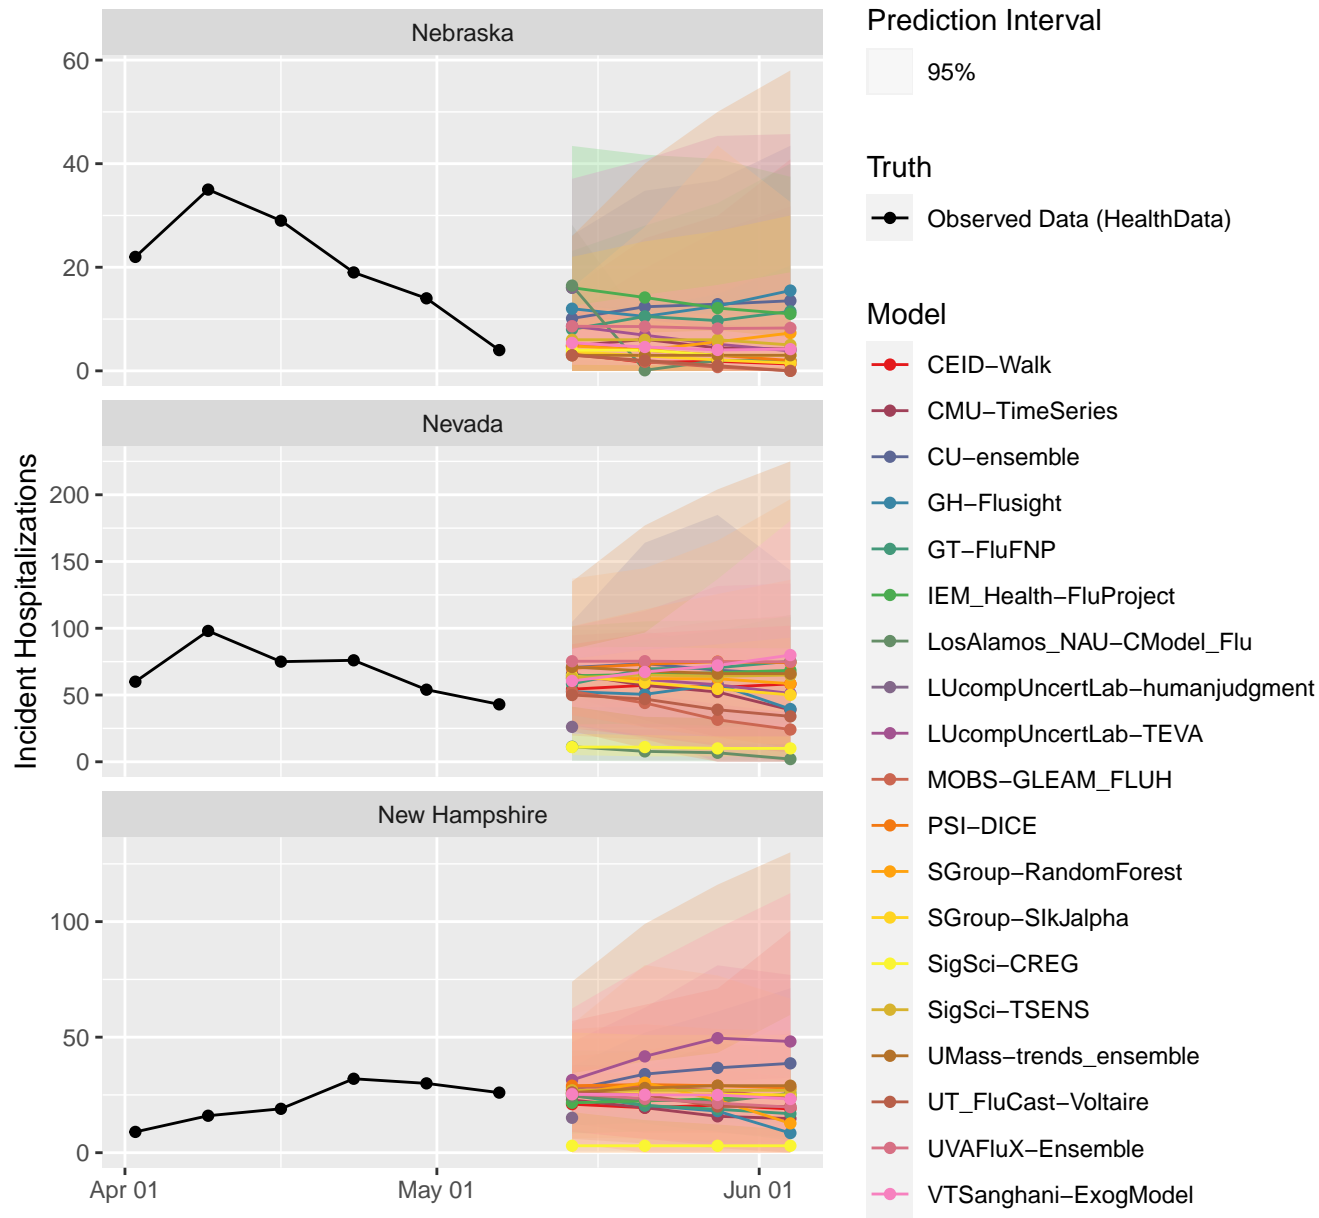 Nebraska
60
40
20
0
Nevada
200
150
100
50
0
New Hampshire
100
50
0
Apr 01
May 01
Jun 01
Incident Hospitalizations
Prediction Interval
95%
Truth
Observed Data (HealthData)
Model
CEID−Walk
CMU−TimeSeries
CU−ensemble
GH−Flusight
GT−FluFNP
IEM_Health−FluProject
LosAlamos_NAU−CModel_Flu
LUcompUncertLab−humanjudgment
LUcompUncertLab−TEVA
MOBS−GLEAM_FLUH
PSI−DICE
SGroup−RandomForest
SGroup−SIkJalpha
SigSci−CREG
SigSci−TSENS
UMass−trends_ensemble
UT_FluCast−Voltaire
UVAFluX−Ensemble
VTSanghani−ExogModel